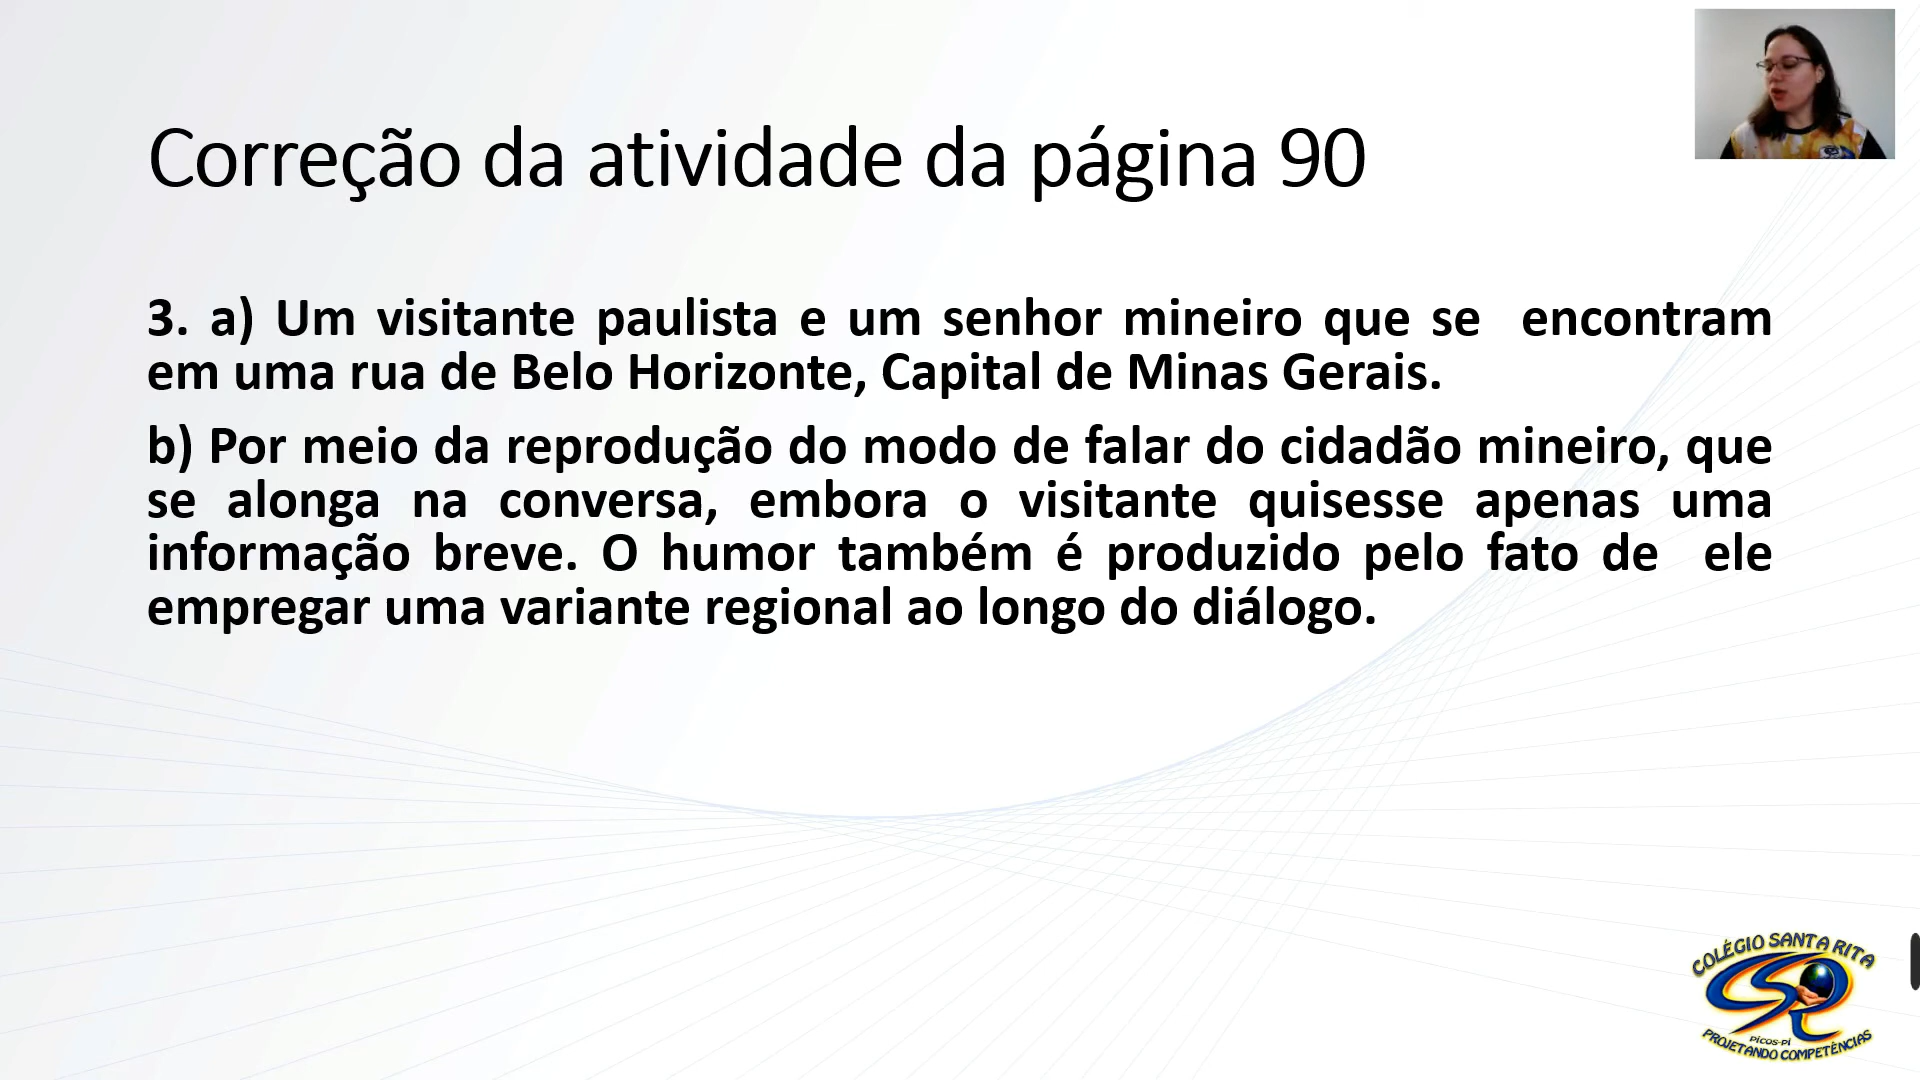 Correção da atividade da página 90
3. a) Um visitante paulista e um senhor mineiro que se encontram
em uma rua de Belo Horizonte, Capital de Minas Gerais.
b) Por meio da reprodução do modo de falar do cidadão mineiro, que
se alonga na conversa, embora o visitante quisesse apenas uma
informação breve. O humor também é produzido pelo fato de ele
empregar uma variante regional ao longo do diálogo.
COLÉGIO SANTA RITA
PICOS-PI
PROJETANDO COMPETÊNCIAS